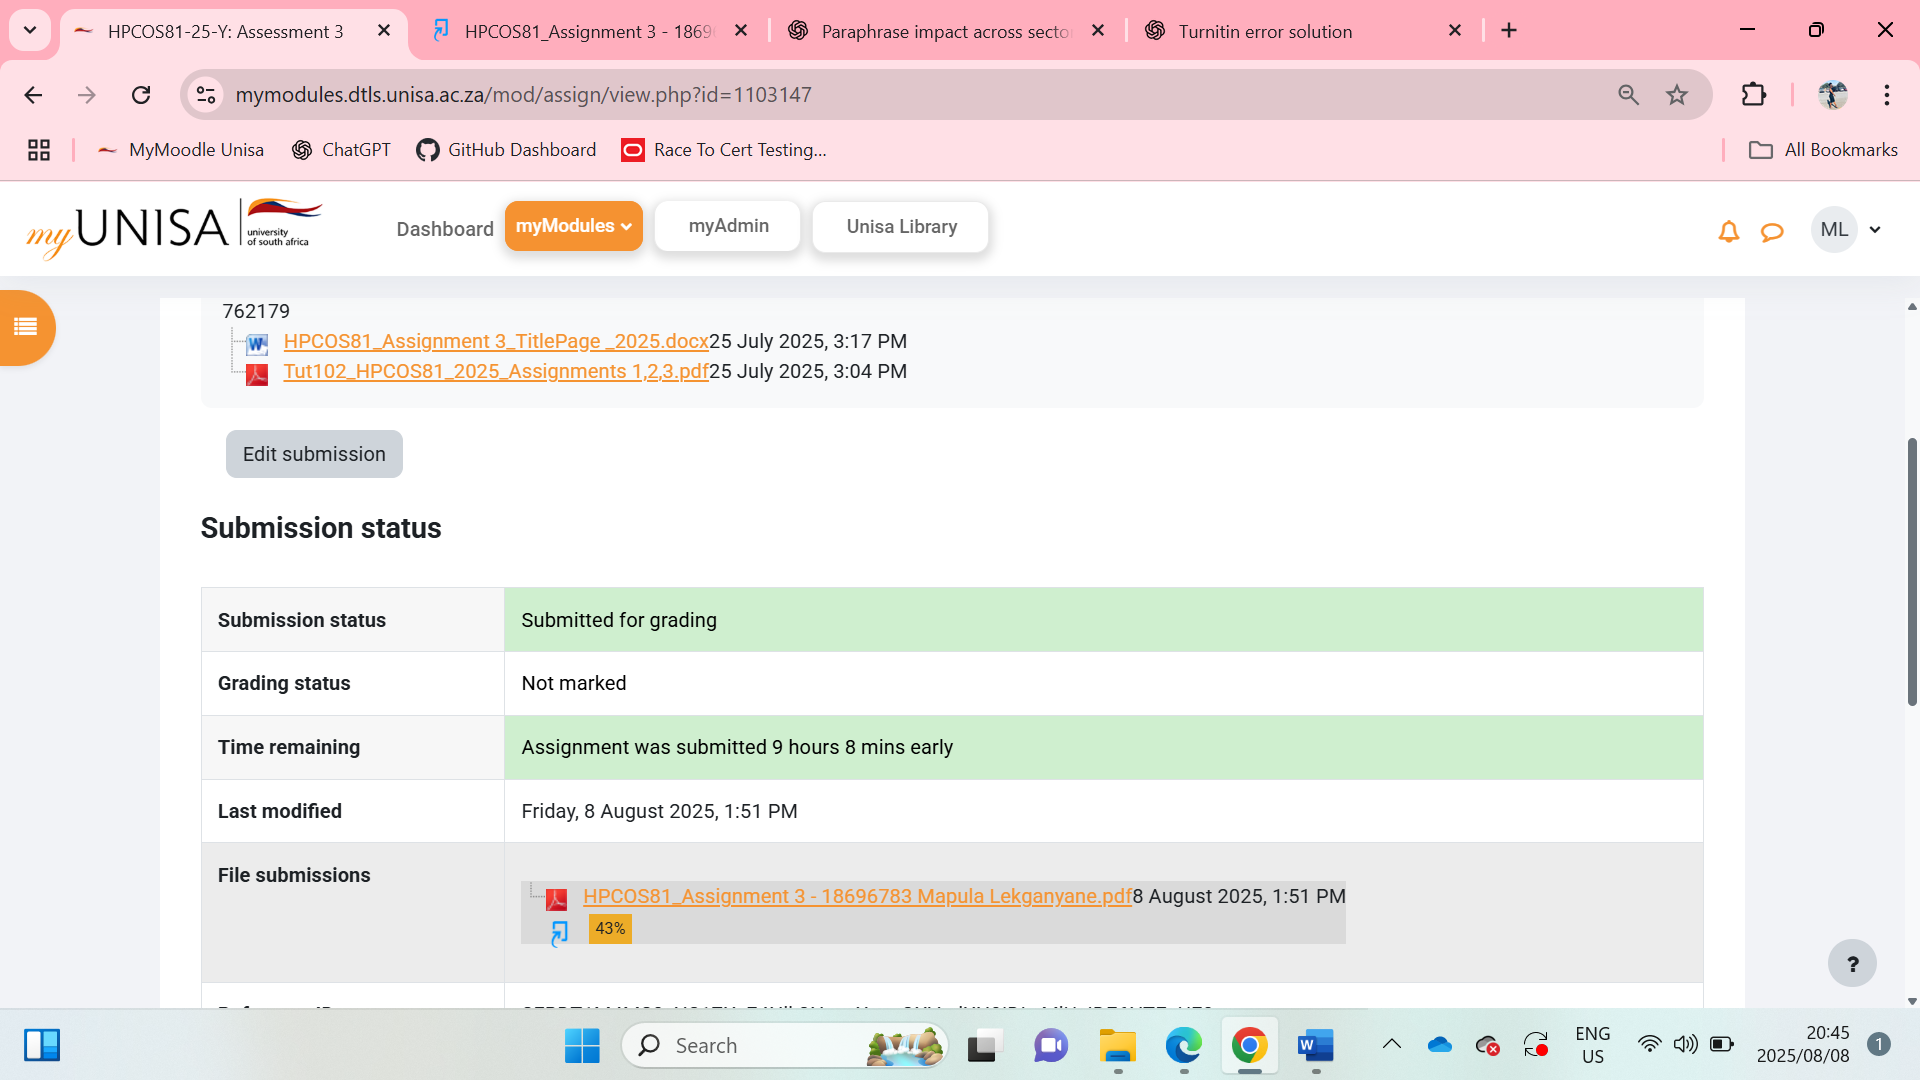 HPCOS81-25-Y: Assessment 3
HPCOS81_Assignment 3 - 1869
Paraphrase impact across secto
Turnitin error solution
mymodules.dtls.unisa.ac.za/mod/assign/view.php?id=1103147
MyMoodle Unisa
ChatGPT
GitHub Dashboard
Race To Cert Testing...
All Bookmarks
my UNISA university of south africa
Dashboard
myModules
myAdmin
Unisa Library
ML
762179
HPCOS81_Assignment 3_TitlePage _2025.docx25 July 2025, 3:17 PM
Tut102_HPCOS81_2025_Assignments 1,2,3.pdf25 July 2025, 3:04 PM
Edit submission
Submission status
Submission status Submitted for grading
Grading status Not marked
Time remaining Assignment was submitted 9 hours 8 mins early
Last modified Friday, 8 August 2025, 1:51 PM
File submissions
HPCOS81_Assignment 3 - 18696783 Mapula Lekganyane.pdf8 August 2025, 1:51 PM
43%
?
Search
W
ENG
US
20:45
2025/08/08
1